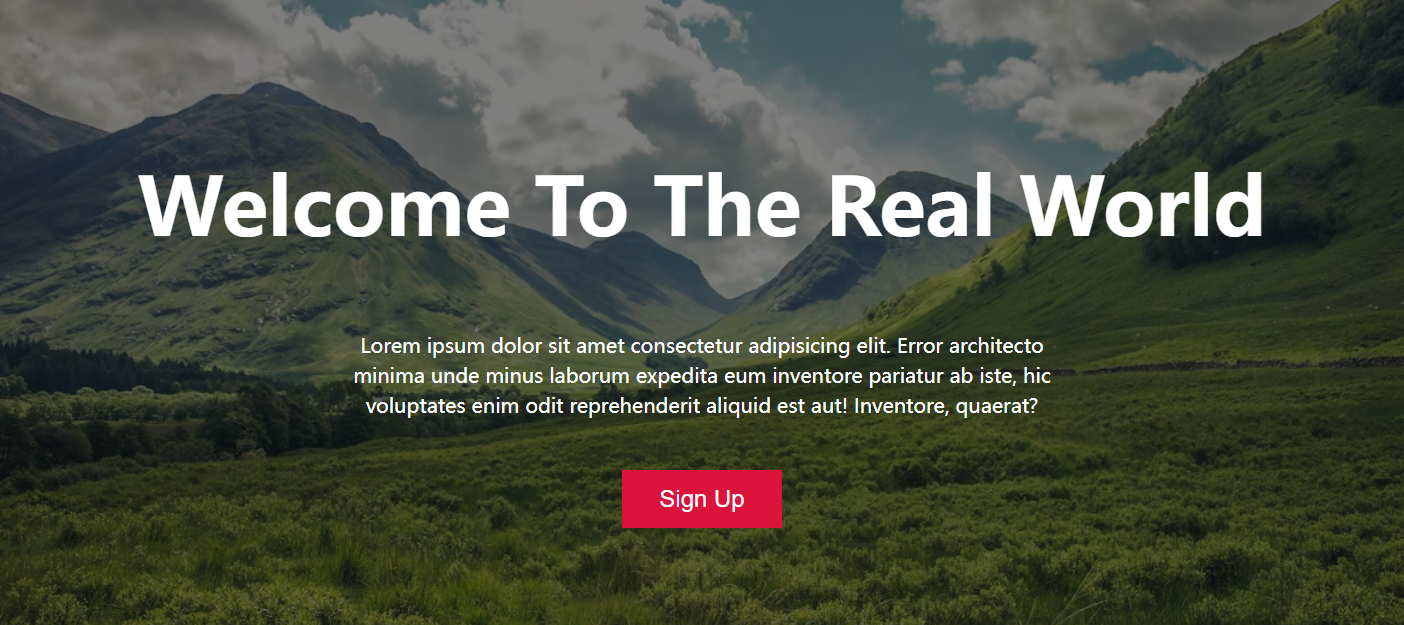 Welcome To The Real World
Lorem ipsum dolor sit amet consectetur adipisicing elit. Error architecto
minima unde minus laborum expedita eum inventore pariatur ab iste, hic
voluptates enim odit reprehenderit aliquid est aut! Inventore, quaerat?
Sign Up